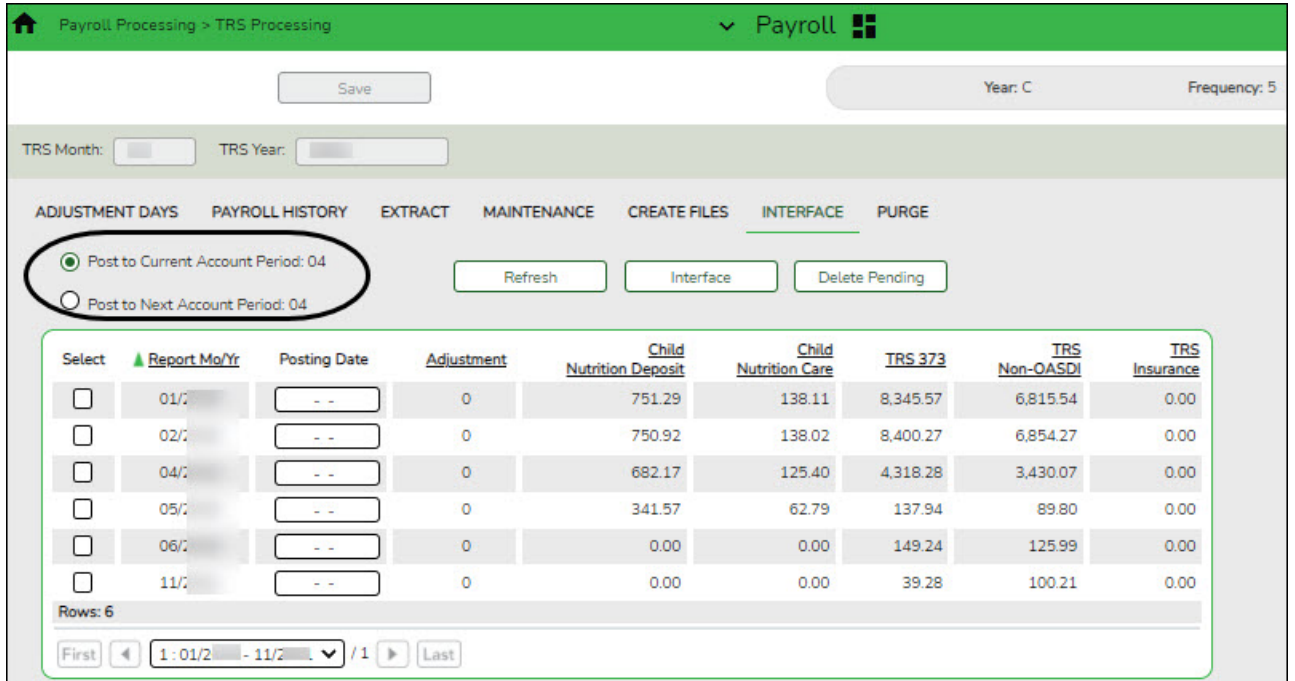 Payroll Processing > TRS Processing Payroll
Save Year: C Frequency: 5
TRS Month: TRS Year:
ADJUSTMENT DAYS PAYROLL HISTORY EXTRACT MAINTENANCE CREATE FILES INTERFACE PURGE
Post to Current Account Period: 04
Refresh Interface Delete Pending
Post to Next Account Period: 04
Select Report Mo/Yr Posting Date Adjustment Child Nutrition Deposit Child Nutrition Care TRS 373 TRS Non-OASDI TRS Insurance
01/2 - - 0 751.29 138.11 8,345.57 6,815.54 0.00
02/2 - - 0 750.92 138.02 8,400.27 6,854.27 0.00
04/2 - - 0 682.17 125.40 4,318.28 3,430.07 0.00
05/2 - - 0 341.57 62.79 137.94 89.80 0.00
06/2 - - 0 0.00 0.00 149.24 125.99 0.00
11/2 - - 0 0.00 0.00 39.28 100.21 0.00
Rows: 6
First 1 : 01/2 - 11/2 / 1 Last